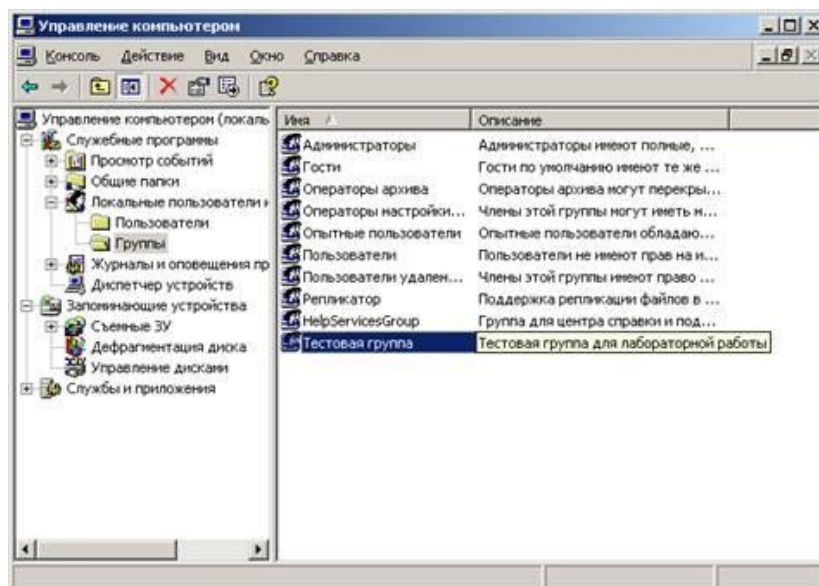 Управление компьютером
Консоль Действие Вид Окно Справка
Управление компьютером (локаль
Служебные программы
Просмотр событий
Общие папки
Локальные пользователи и
Пользователи
Группы
Журналы и оповещения пр
Диспетчер устройств
Запоминающие устройства
Съемные ЗУ
Дефрагментация диска
Управление дисками
Службы и приложения
Имя Описание
Администраторы Администраторы имеют полные, ...
Гости Гости по умолчанию имеют те же ...
Операторы архива Операторы архива могут перекры...
Операторы настройки... Члены этой группы могут иметь н...
Опытные пользователи Опытные пользователи обладаю...
Пользователи Пользователи не имеют прав на и...
Пользователи удален... Члены этой группы имеют право ...
Репликатор Поддержка репликации файлов в ...
HelpServicesGroup Группа для центра справки и под...
Тестовая группа Тестовая группа для лабораторной работы